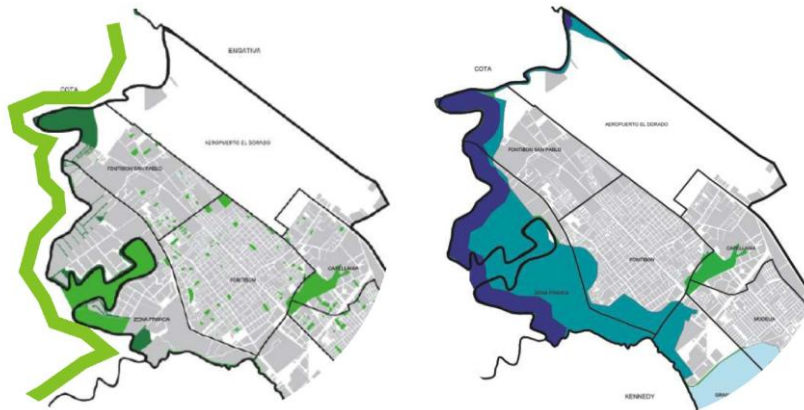 ENGATIVA
COTA
AEROPUERTO EL DORADO
FONTIBON SAN PABLO
CAPELLANIA
FONTIBON
ZONA FRANCA
COTA
AEROPUERTO EL DORADO
FONTIBON SAN PABLO
CAPELLANIA
FONTIBON
ZONA FRANCA
MODELIA
KENNEDY